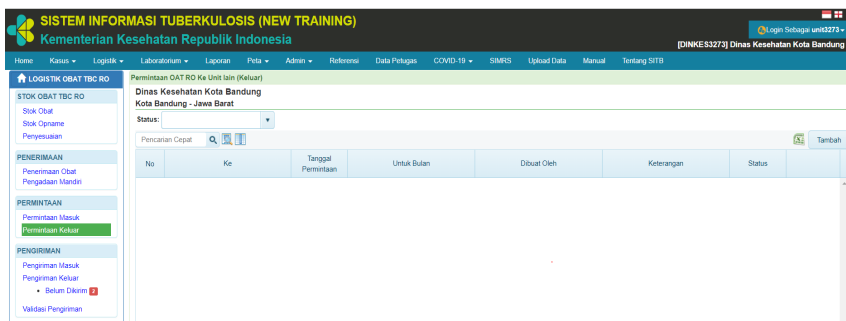 SISTEM INFORMASI TUBERKULOSIS (NEW TRAINING)
Kementerian Kesehatan Republik Indonesia
Login Sebagai unit3273
[DINKES3273] Dinas Kesehatan Kota Bandung
Home Kasus Logistik Laboratorium Laporan Peta Admin Referensi Data Petugas COVID-19 SIMRS Upload Data Manual Tentang SITB
LOGISTIK OBAT TBC RO
STOK OBAT TBC RO
Stok Obat
Stok Opname
Penyesuaian
PENERIMAAN
Penerimaan Obat
Pengadaan Mandiri
PERMINTAAN
Permintaan Masuk
Permintaan Keluar
PENGIRIMAN
Pengiriman Masuk
Pengiriman Keluar
Belum Dikirim 2
Validasi Pengiriman
Permintaan OAT RO Ke Unit lain (Keluar)
Dinas Kesehatan Kota Bandung
Kota Bandung - Jawa Barat
Status:
Pencarian Cepat
Tambah
No Ke Tanggal Permintaan Untuk Bulan Dibuat Oleh Keterangan Status